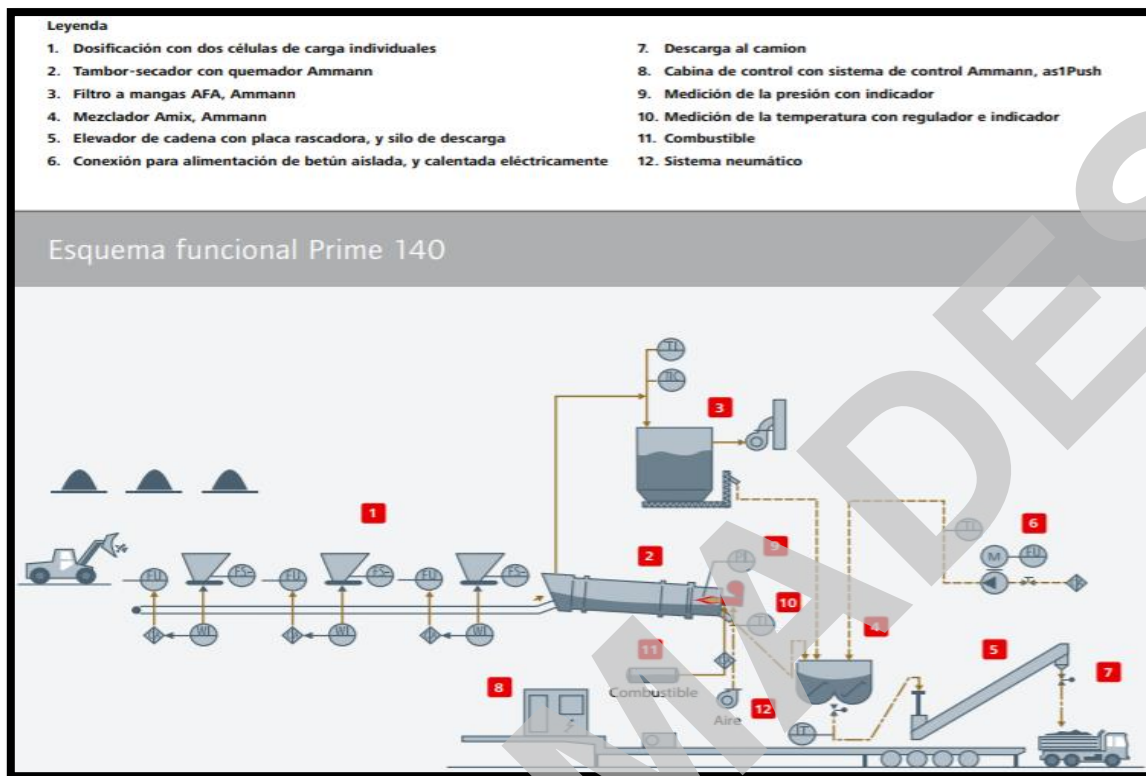 Leyenda
1. Dosificación con dos células de carga individuales
2. Tambor-secador con quemador Ammann
3. Filtro a mangas AFA, Ammann
4. Mezclador Amix, Ammann
5. Elevador de cadena con placa rascadora, y silo de descarga
6. Conexión para alimentación de betún aislada, y calentada eléctricamente
7. Descarga al camion
8. Cabina de control con sistema de control Ammann, as1Push
9. Medición de la presión con indicador
10. Medición de la temperatura con regulador e indicador
11. Combustible
12. Sistema neumático
Esquema funcional Prime 140
TI
TIC
3
1
FU FS FU FS FU FS
WI WI WI
2
PI
9
10
TI
11
Combustible
Aire
12
8
4
TI
M
FU
6
5
7
TI
MADES